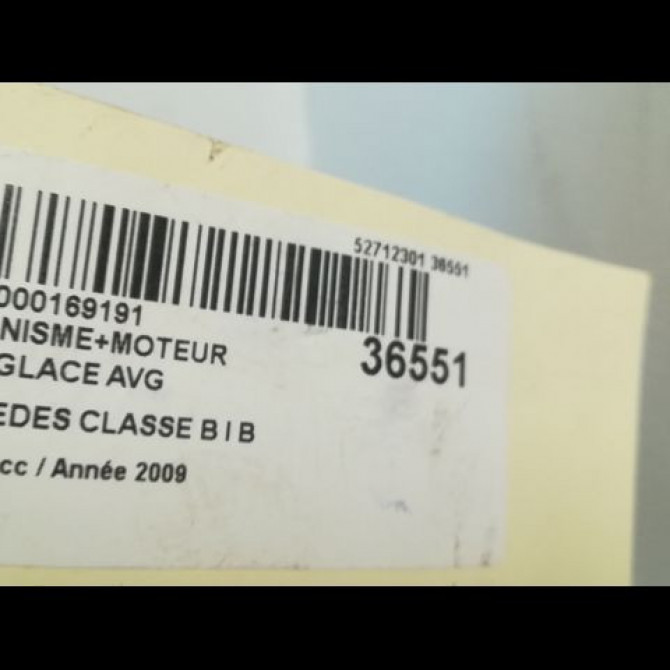 52712301 36551
000169191
NISME+MOTEUR
GLACE AVG
36551
EDES CLASSE B I B
cc / Année 2009